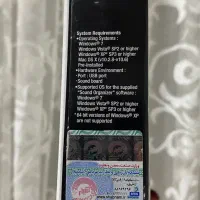 System Requirements
•Operating Systems :
Windows® 7
Windows Vista® SP2 or higher
Windows® XP® SP3 or higher
Mac OS X (v10.2.8-v10.6)
Pre-installed
•Hardware Environment :
Port : USB port
Sound board
•Supported OS for the supplied
"Sound Organizer" software :
Windows® 7
Windows Vista® SP2 or higher
Windows® XP® SP3 or higher
*64 bit versions of Windows® XP
are not supported